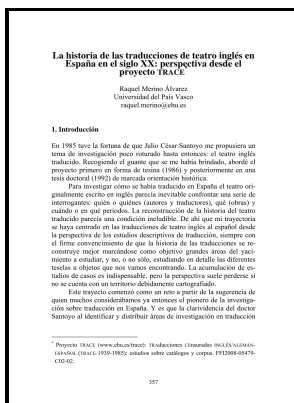 La historia de las traducciones de teatro inglés en
España en el siglo XX: perspectiva desde el
proyecto TRACE
Raquel Merino Álvarez
Universidad del País Vasco
raquel.merino@ehu.es
1. Introducción
En 1985 tuve la fortuna de que Julio César Santoyo me propusiera un
tema de investigación poco roturado hasta entonces: el teatro inglés
traducido. Recogiendo el guante que se me había brindado, abordé el
proyecto primero en forma de tesina (1986) y posteriormente en una
tesis doctoral (1992) de marcada orientación histórica.
Para investigar cómo se había traducido en España el teatro ori-
ginalmente escrito en inglés parecía inevitable confrontar una serie de
interrogantes: quién o quiénes (autores y traductores), qué (obras) y
cuándo o en qué periodos. La reconstrucción de la historia del teatro
traducido parecía una condición ineludible. De ahí que mi trayectoria
se haya centrado en las traducciones de teatro inglés al español desde
la perspectiva de los estudios descriptivos de traducción, siempre con
el firme convencimiento de que la historia de las traducciones se re-
construye mejor marcándose como objetivo grandes áreas del yaci-
miento a estudiar, y no, o no sólo, estudiando en detalle las diferentes
teselas u objetos que nos vamos encontrando. La acumulación de es-
tudios de casos es indispensable, pero la perspectiva suele perderse si
no se cuenta con un territorio debidamente cartografiado.
Este trayecto comenzó como un reto a partir de la sugerencia de
quien muchos considerábamos ya entonces el pionero de la investiga-
ción sobre traducción en España. Y es que la clarividencia del doctor
Santoyo al identificar y distribuir áreas de investigación en traducción
* Proyecto TRACE (www.ehu.es/trace): TRAducciones CEnsuradas INGLÉS/ALEMÁN-
ESPAÑOL (TRACE 1939-1985): estudios sobre catálogos y corpus. FFI2008-05479-
C02-02.
357